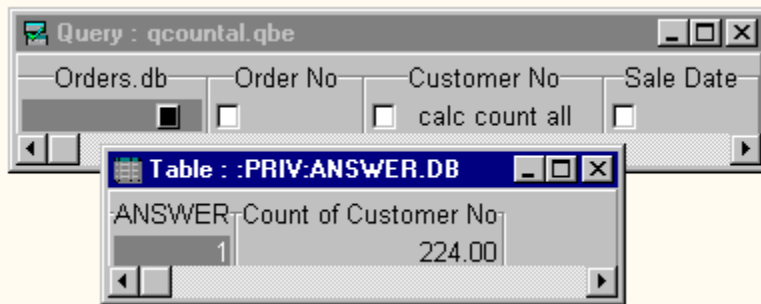 Query : qcountal.qbe
Orders.db Order No Customer No Sale Date
calc count all
Table : :PRIV:ANSWER.DB
ANSWER Count of Customer No
1 224.00